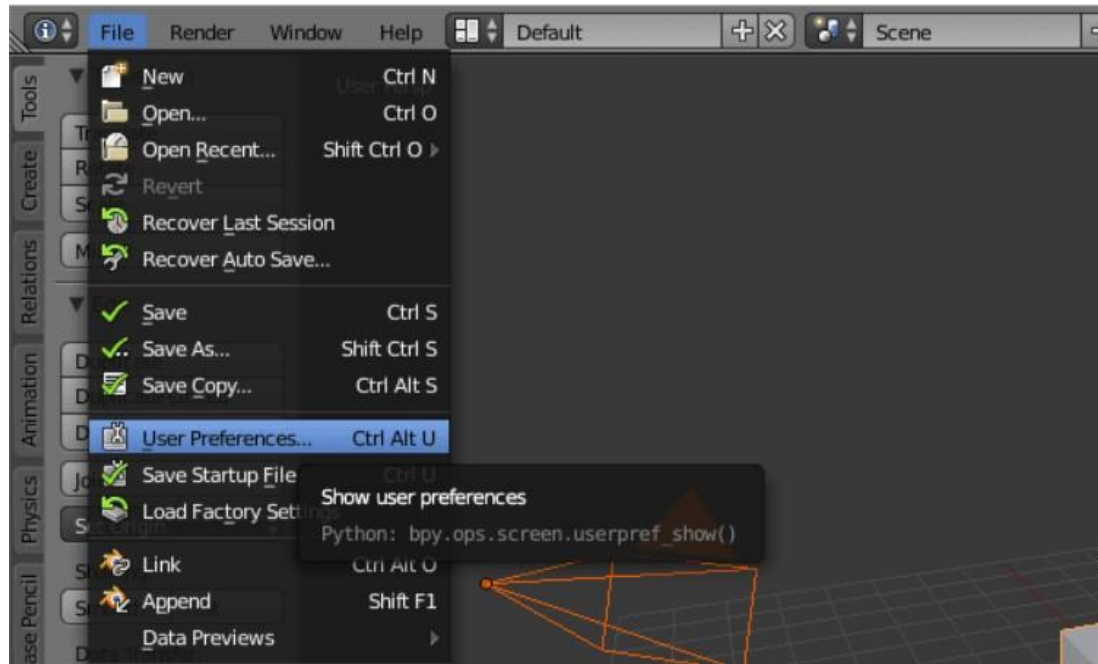 File Render Window Help Default Scene
Tools
Create
Relations
Animation
Physics
New Ctrl N
Open... Ctrl O
Open Recent... Shift Ctrl O
Revert
Recover Last Session
Recover Auto Save...
Save Ctrl S
Save As... Shift Ctrl S
Save Copy... Ctrl Alt S
User Preferences... Ctrl Alt U
Save Startup File Ctrl U
Load Factory Settings
Show user preferences
Python: bpy.ops.screen.userpref_show()
Link Ctrl Alt O
Append Shift F1
Data Previews